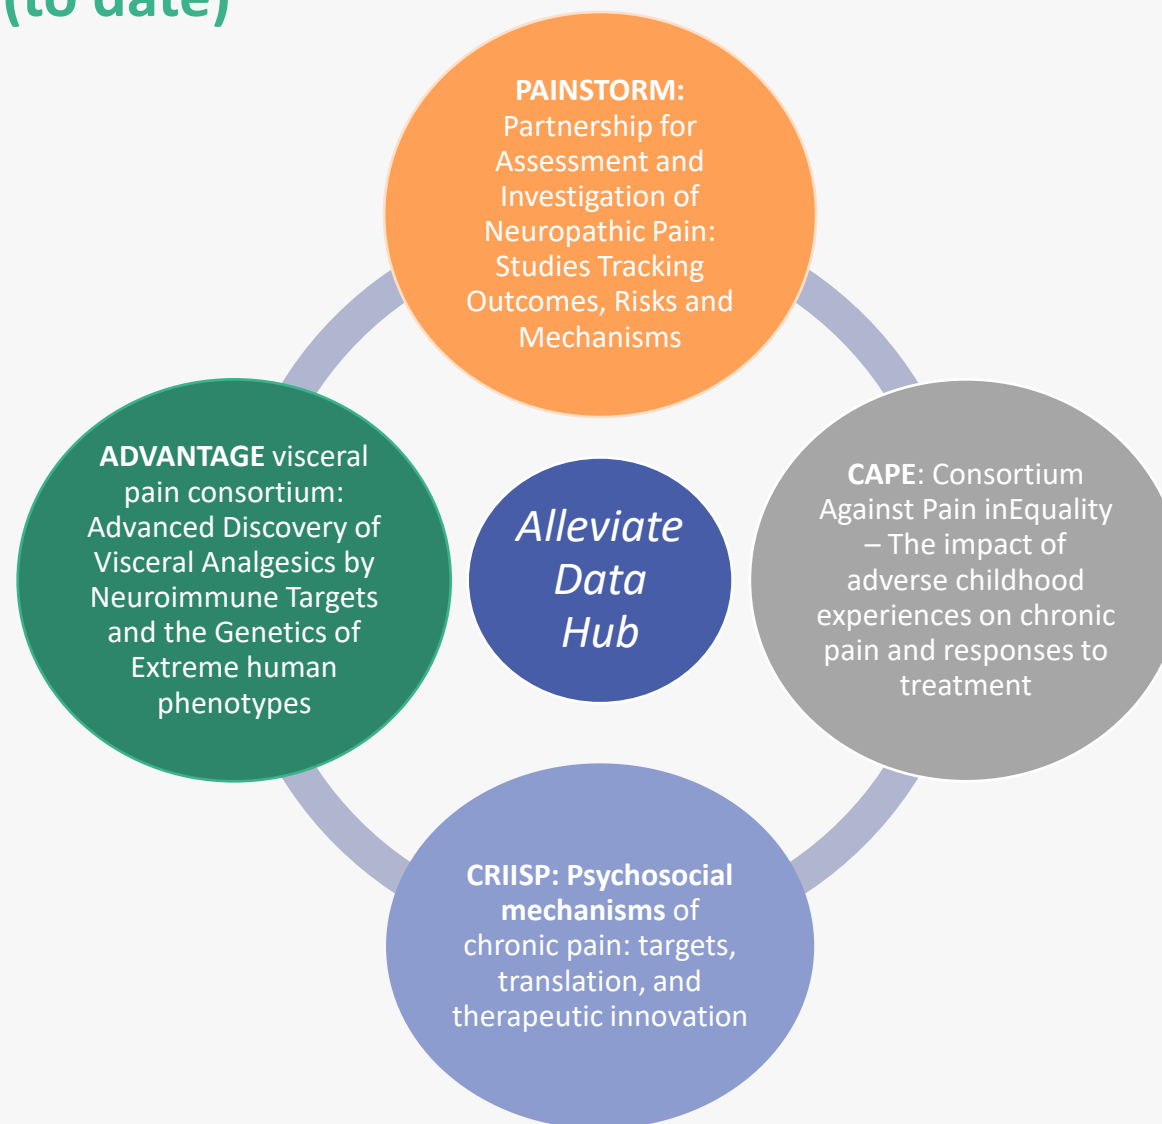 (to date)
PAINSTORM:
Partnership for
Assessment and
Investigation of
Neuropathic Pain:
Studies Tracking
Outcomes, Risks and
Mechanisms
ADVANTAGE visceral
pain consortium:
Advanced Discovery of
Visceral Analgesics by
Neuroimmune Targets
and the Genetics of
Extreme human
phenotypes
Alleviate
Data
Hub
CAPE: Consortium
Against Pain inEquality
– The impact of
adverse childhood
experiences on chronic
pain and responses to
treatment
CRIISP: Psychosocial
mechanisms of
chronic pain: targets,
translation, and
therapeutic innovation